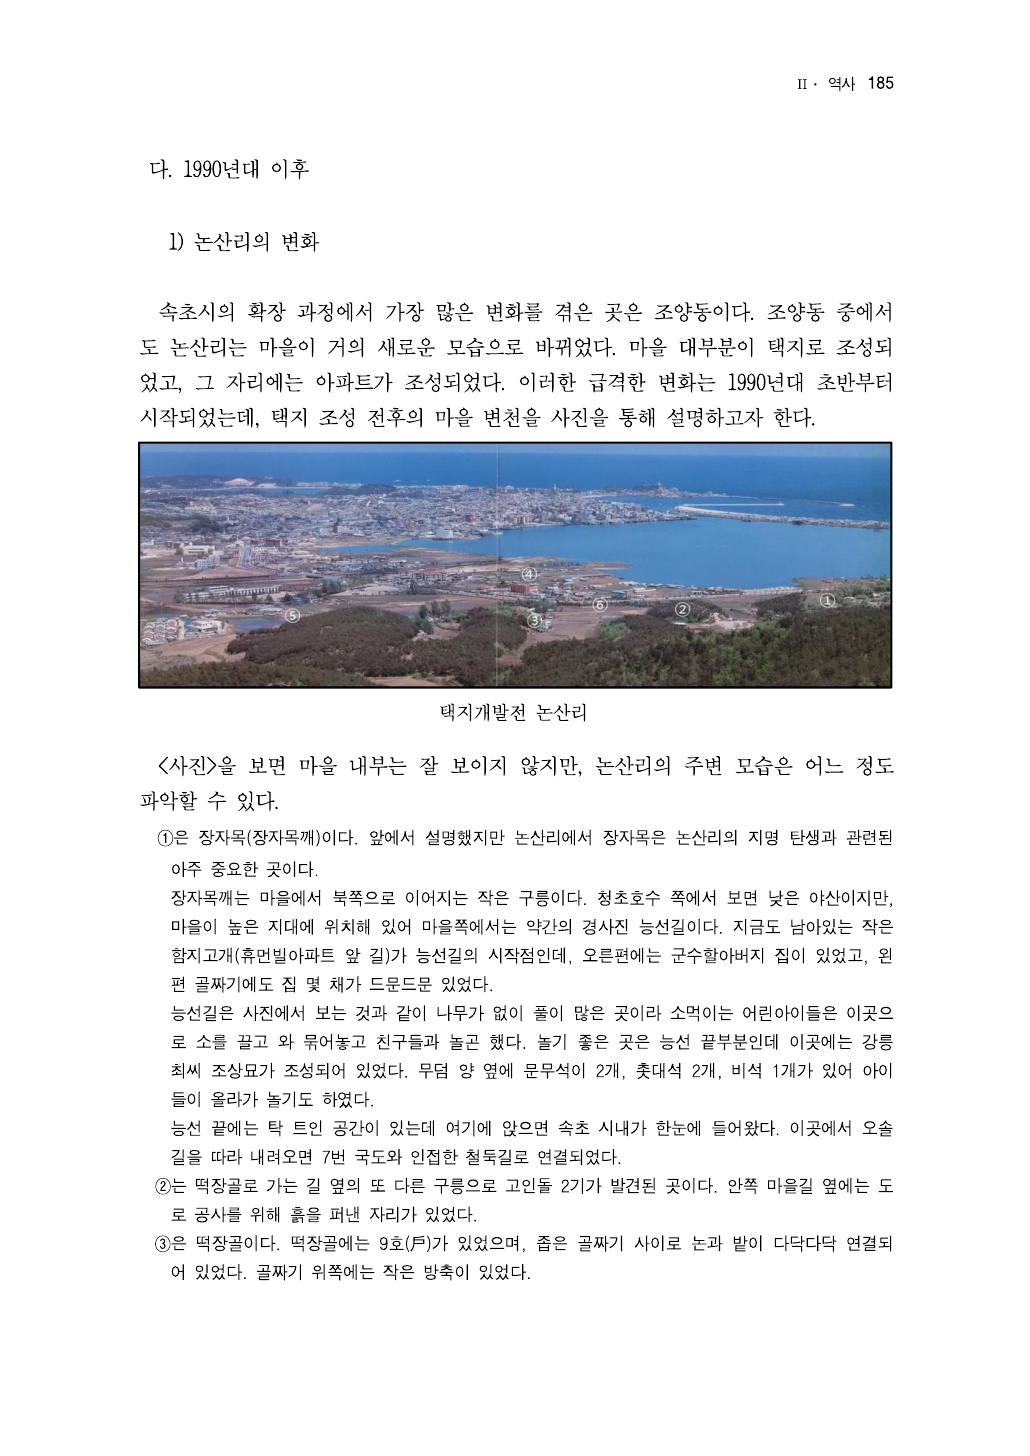 II · 역사 185
다. 1990년대 이후
1) 논산리의 변화
속초시의 확장 과정에서 가장 많은 변화를 겪은 곳은 조양동이다. 조양동 중에서
도 논산리는 마을이 거의 새로운 모습으로 바뀌었다. 마을 대부분이 택지로 조성되
었고, 그 자리에는 아파트가 조성되었다. 이러한 급격한 변화는 1990년대 초반부터
시작되었는데, 택지 조성 전후의 마을 변천을 사진을 통해 설명하고자 한다.
④
⑤ ③ ⑥ ② ①
택지개발전 논산리
<사진>을 보면 마을 내부는 잘 보이지 않지만, 논산리의 주변 모습은 어느 정도
파악할 수 있다.
①은 장자목(장자목깨)이다. 앞에서 설명했지만 논산리에서 장자목은 논산리의 지명 탄생과 관련된
아주 중요한 곳이다.
장자목깨는 마을에서 북쪽으로 이어지는 작은 구릉이다. 청초호수 쪽에서 보면 낮은 야산이지만,
마을이 높은 지대에 위치해 있어 마을쪽에서는 약간의 경사진 능선길이다. 지금도 남아있는 작은
함지고개(휴먼빌아파트 앞 길)가 능선길의 시작점인데, 오른편에는 군수할아버지 집이 있었고, 왼
편 골짜기에도 집 몇 채가 드문드문 있었다.
능선길은 사진에서 보는 것과 같이 나무가 없이 풀이 많은 곳이라 소먹이는 어린아이들은 이곳으
로 소를 끌고 와 묶어놓고 친구들과 놀곤 했다. 놀기 좋은 곳은 능선 끝부분인데 이곳에는 강릉
최씨 조상묘가 조성되어 있었다. 무덤 양 옆에 문무석이 2개, 촛대석 2개, 비석 1개가 있어 아이
들이 올라가 놀기도 하였다.
능선 끝에는 탁 트인 공간이 있는데 여기에 앉으면 속초 시내가 한눈에 들어왔다. 이곳에서 오솔
길을 따라 내려오면 7번 국도와 인접한 철둑길로 연결되었다.
②는 떡장골로 가는 길 옆의 또 다른 구릉으로 고인돌 2기가 발견된 곳이다. 안쪽 마을길 옆에는 도
로 공사를 위해 흙을 퍼낸 자리가 있었다.
③은 떡장골이다. 떡장골에는 9호(戶)가 있었으며, 좁은 골짜기 사이로 논과 밭이 다닥다닥 연결되
어 있었다. 골짜기 위쪽에는 작은 방축이 있었다.